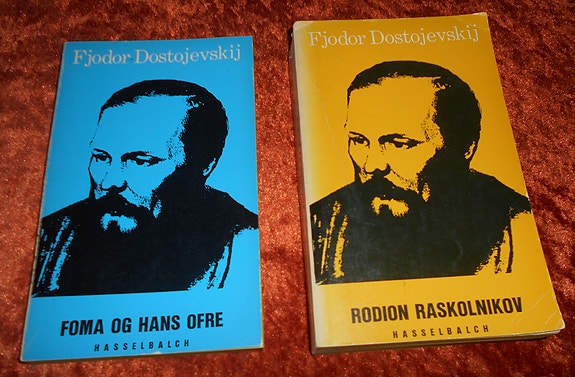 Fjodor Dostojevskij
FOMA OG HANS OFRE
HASSELBALCH
Fjodor Dostojevskij
RODION RASKOLNIKOV
HASSELBALCH